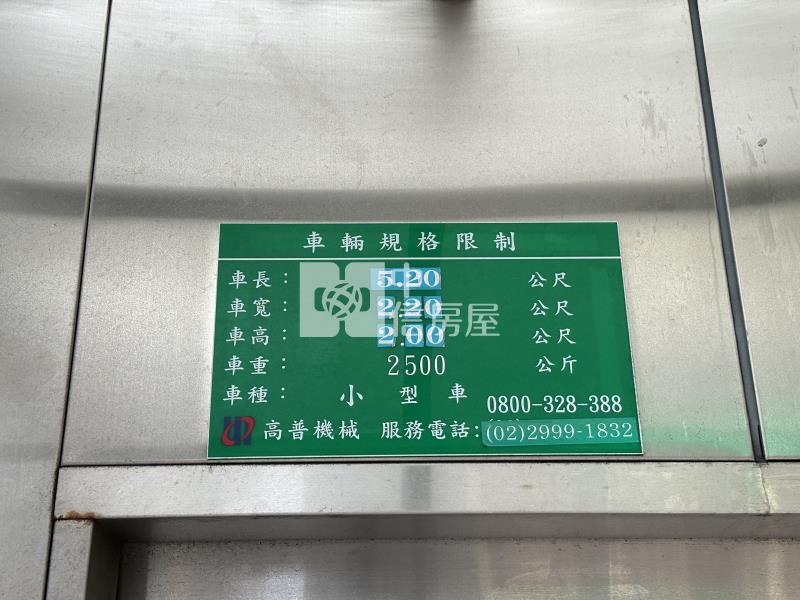 車輛規格限制
車長： 5.20 公尺
車寬： 2.20 公尺
車高： 2.00 公尺
車重： 2500 公斤
車種： 小型車 0800-328-388
高普機械 服務電話：(02)2999-1832
中信房屋